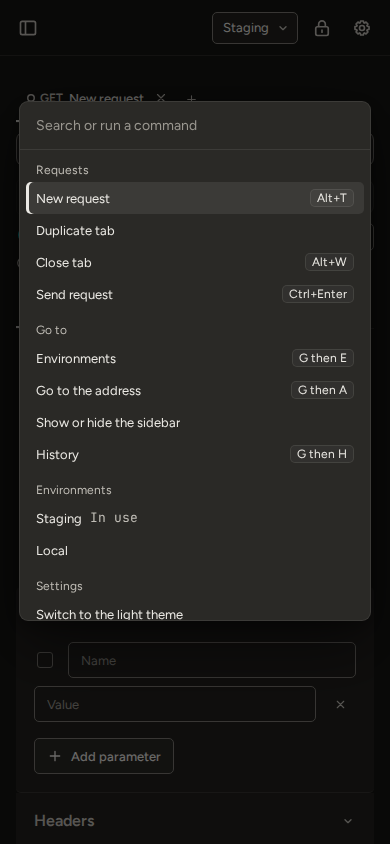 Staging
GET New request
Search or run a command
Requests
New request Alt+T
Duplicate tab
Close tab Alt+W
Send request Ctrl+Enter
Go to
Environments G then E
Go to the address G then A
Show or hide the sidebar
History G then H
Environments
Staging In use
Local
Settings
Switch to the light theme
Name
Value
Add parameter
Headers